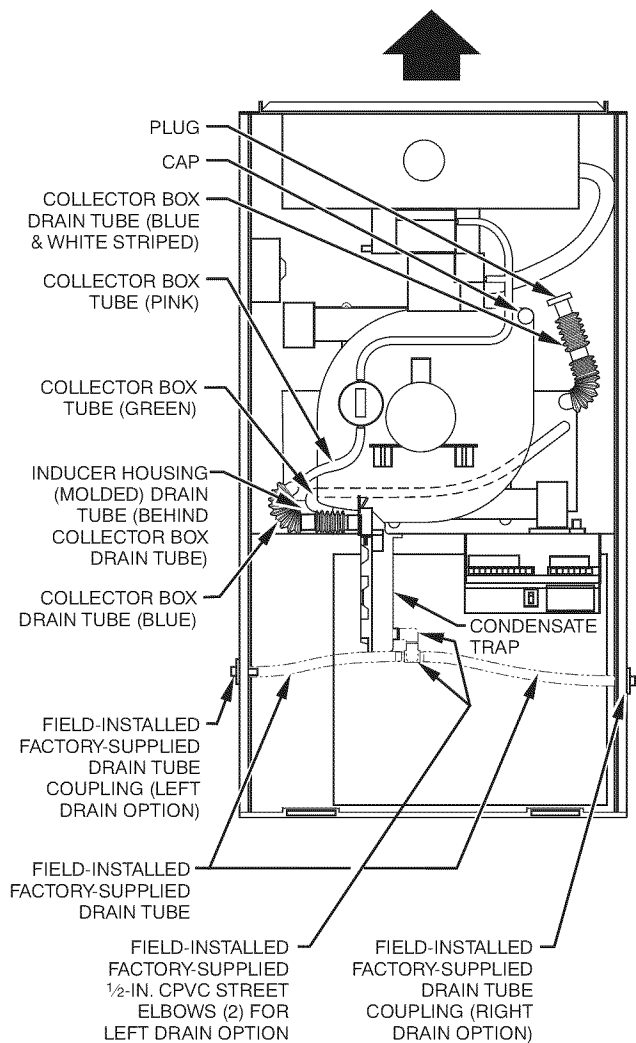 PLUG
CAP
COLLECTOR BOX
DRAIN TUBE (BLUE
& WHITE STRIPED)
COLLECTOR BOX
TUBE (PINK)
COLLECTOR BOX
TUBE (GREEN)
INDUCER HOUSING
(MOLDED) DRAIN
TUBE (BEHIND
COLLECTOR BOX
DRAIN TUBE)
COLLECTOR BOX
DRAIN TUBE (BLUE)
CONDENSATE
TRAP
FIELD-INSTALLED
FACTORY-SUPPLIED
DRAIN TUBE
COUPLING (LEFT
DRAIN OPTION)
FIELD-INSTALLED
FACTORY-SUPPLIED
DRAIN TUBE
FIELD-INSTALLED
FACTORY-SUPPLIED
½-IN. CPVC STREET
ELBOWS (2) FOR
LEFT DRAIN OPTION
FIELD-INSTALLED
FACTORY-SUPPLIED
DRAIN TUBE
COUPLING (RIGHT
DRAIN OPTION)